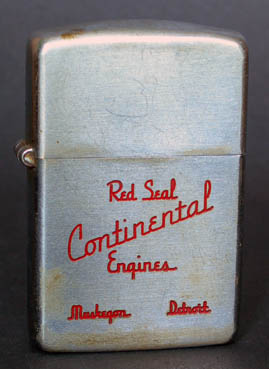 Red Seal
Continental
Engines
Muskegon Detroit